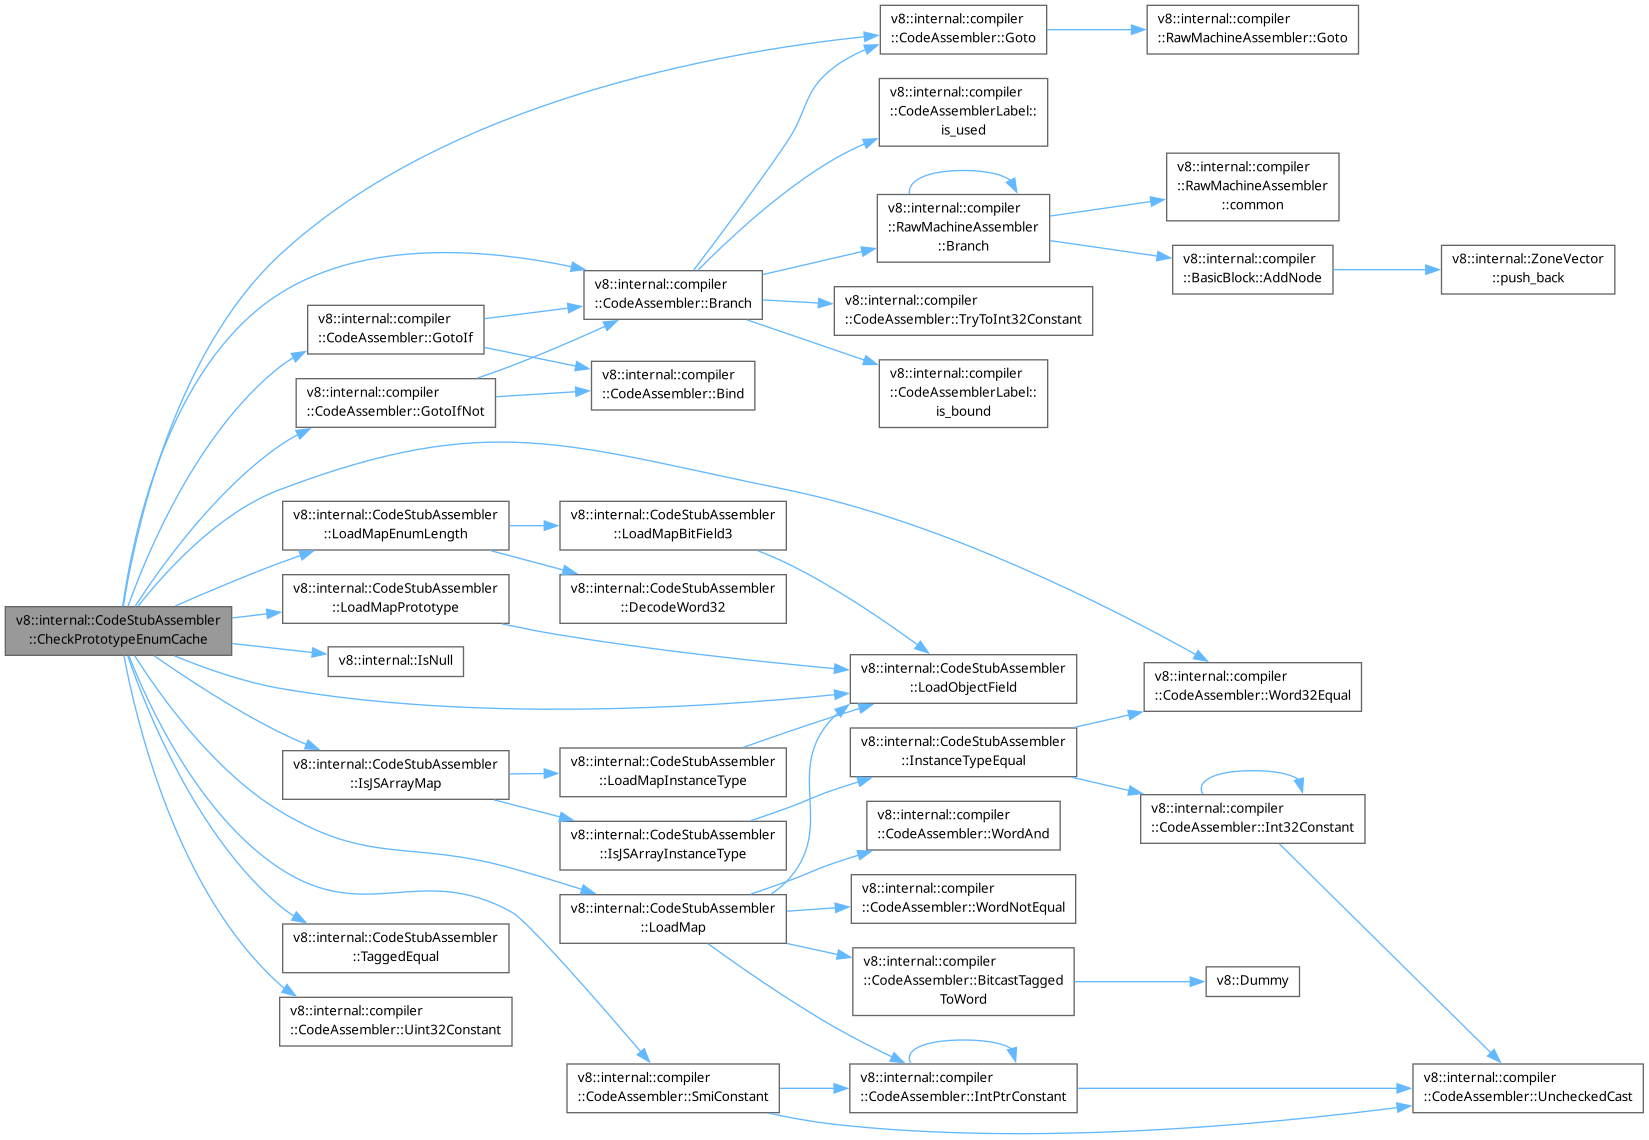 v8::internal::CodeStubAssembler
::CheckPrototypeEnumCache
v8::internal::compiler
::CodeAssembler::Goto
v8::internal::compiler
::RawMachineAssembler::Goto
v8::internal::compiler
::CodeAssemblerLabel::
is_used
v8::internal::compiler
::RawMachineAssembler
::Branch
v8::internal::compiler
::RawMachineAssembler
::common
v8::internal::compiler
::BasicBlock::AddNode
v8::internal::ZoneVector
::push_back
v8::internal::compiler
::CodeAssembler::Branch
v8::internal::compiler
::CodeAssembler::TryToInt32Constant
v8::internal::compiler
::CodeAssemblerLabel::
is_bound
v8::internal::compiler
::CodeAssembler::GotoIf
v8::internal::compiler
::CodeAssembler::Bind
v8::internal::compiler
::CodeAssembler::GotoIfNot
v8::internal::CodeStubAssembler
::LoadMapEnumLength
v8::internal::CodeStubAssembler
::LoadMapBitField3
v8::internal::CodeStubAssembler
::DecodeWord32
v8::internal::CodeStubAssembler
::LoadMapPrototype
v8::internal::IsNull
v8::internal::CodeStubAssembler
::LoadObjectField
v8::internal::compiler
::CodeAssembler::Word32Equal
v8::internal::CodeStubAssembler
::IsJSArrayMap
v8::internal::CodeStubAssembler
::LoadMapInstanceType
v8::internal::CodeStubAssembler
::InstanceTypeEqual
v8::internal::CodeStubAssembler
::IsJSArrayInstanceType
v8::internal::compiler
::CodeAssembler::Int32Constant
v8::internal::compiler
::CodeAssembler::WordAnd
v8::internal::CodeStubAssembler
::LoadMap
v8::internal::compiler
::CodeAssembler::WordNotEqual
v8::internal::compiler
::CodeAssembler::BitcastTagged
ToWord
v8::Dummy
v8::internal::CodeStubAssembler
::TaggedEqual
v8::internal::compiler
::CodeAssembler::Uint32Constant
v8::internal::compiler
::CodeAssembler::SmiConstant
v8::internal::compiler
::CodeAssembler::IntPtrConstant
v8::internal::compiler
::CodeAssembler::UncheckedCast